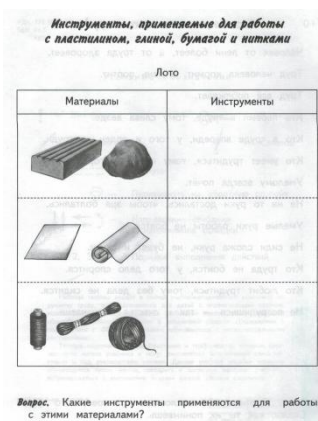 Инструменты, применяемые для работы
с пластилином, глиной, бумагой и нитками
Лото
Материалы Инструменты
Вопрос. Какие инструменты применяются для работы
с этими материалами?